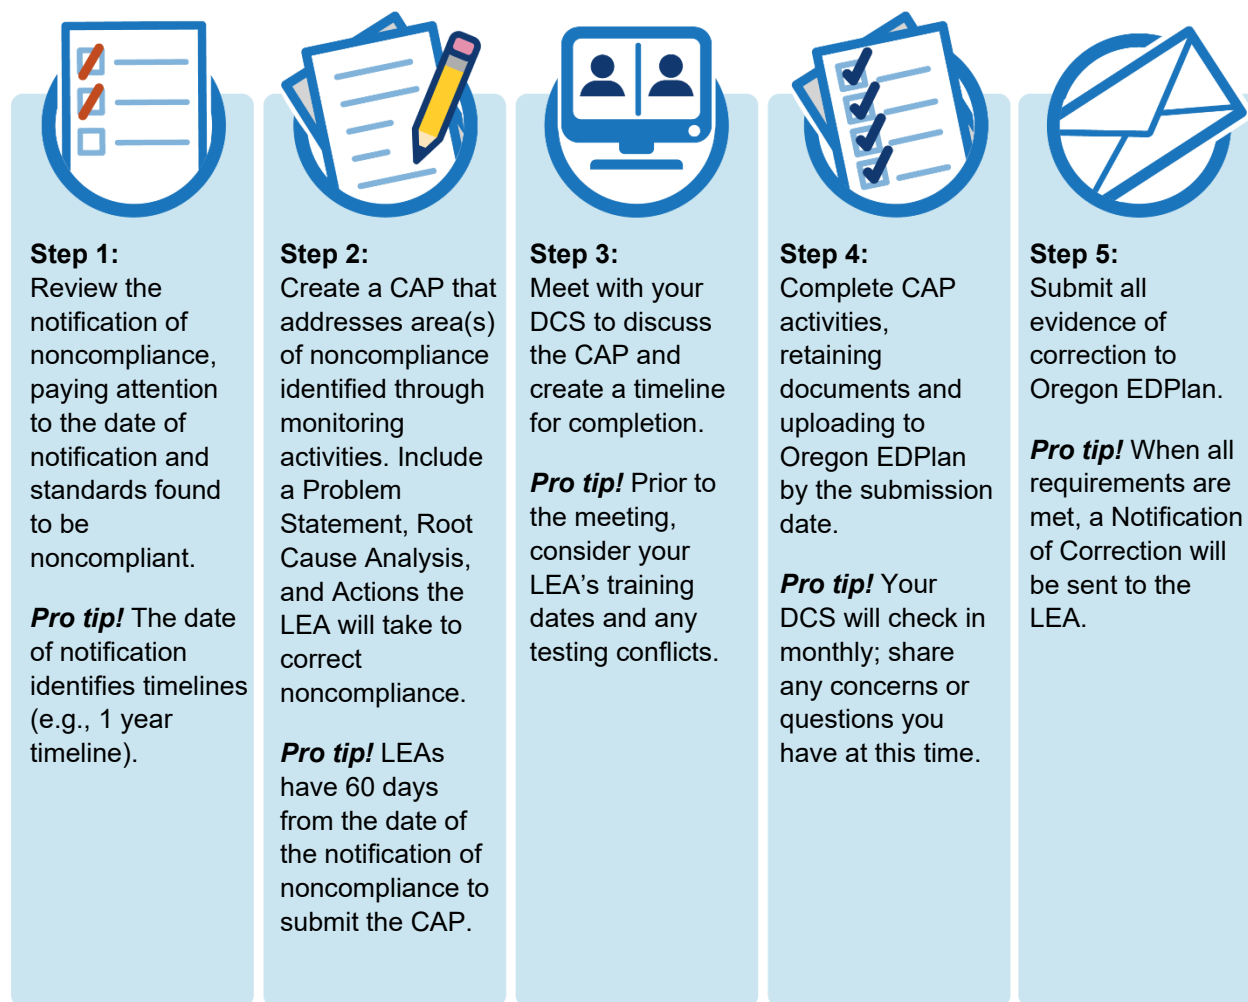 Step 1:
Review the
notification of
noncompliance,
paying attention
to the date of
notification and
standards found
to be
noncompliant.
Pro tip! The date
of notification
identifies timelines
(e.g., 1 year
timeline).
Step 2:
Create a CAP that
addresses area(s)
of noncompliance
identified through
monitoring
activities. Include
a Problem
Statement, Root
Cause Analysis,
and Actions the
LEA will take to
correct
noncompliance.
Pro tip! LEAs
have 60 days
from the date of
the notification of
noncompliance to
submit the CAP.
Step 3:
Meet with your
DCS to discuss
the CAP and
create a timeline
for completion.
Pro tip! Prior to
the meeting,
consider your
LEA’s training
dates and any
testing conflicts.
Step 4:
Complete CAP
activities,
retaining
documents and
uploading to
Oregon EDPlan
by the submission
date.
Pro tip! Your
DCS will check in
monthly; share
any concerns or
questions you
have at this time.
Step 5:
Submit all
evidence of
correction to
Oregon EDPlan.
Pro tip! When all
requirements are
met, a Notification
of Correction will
be sent to the
LEA.